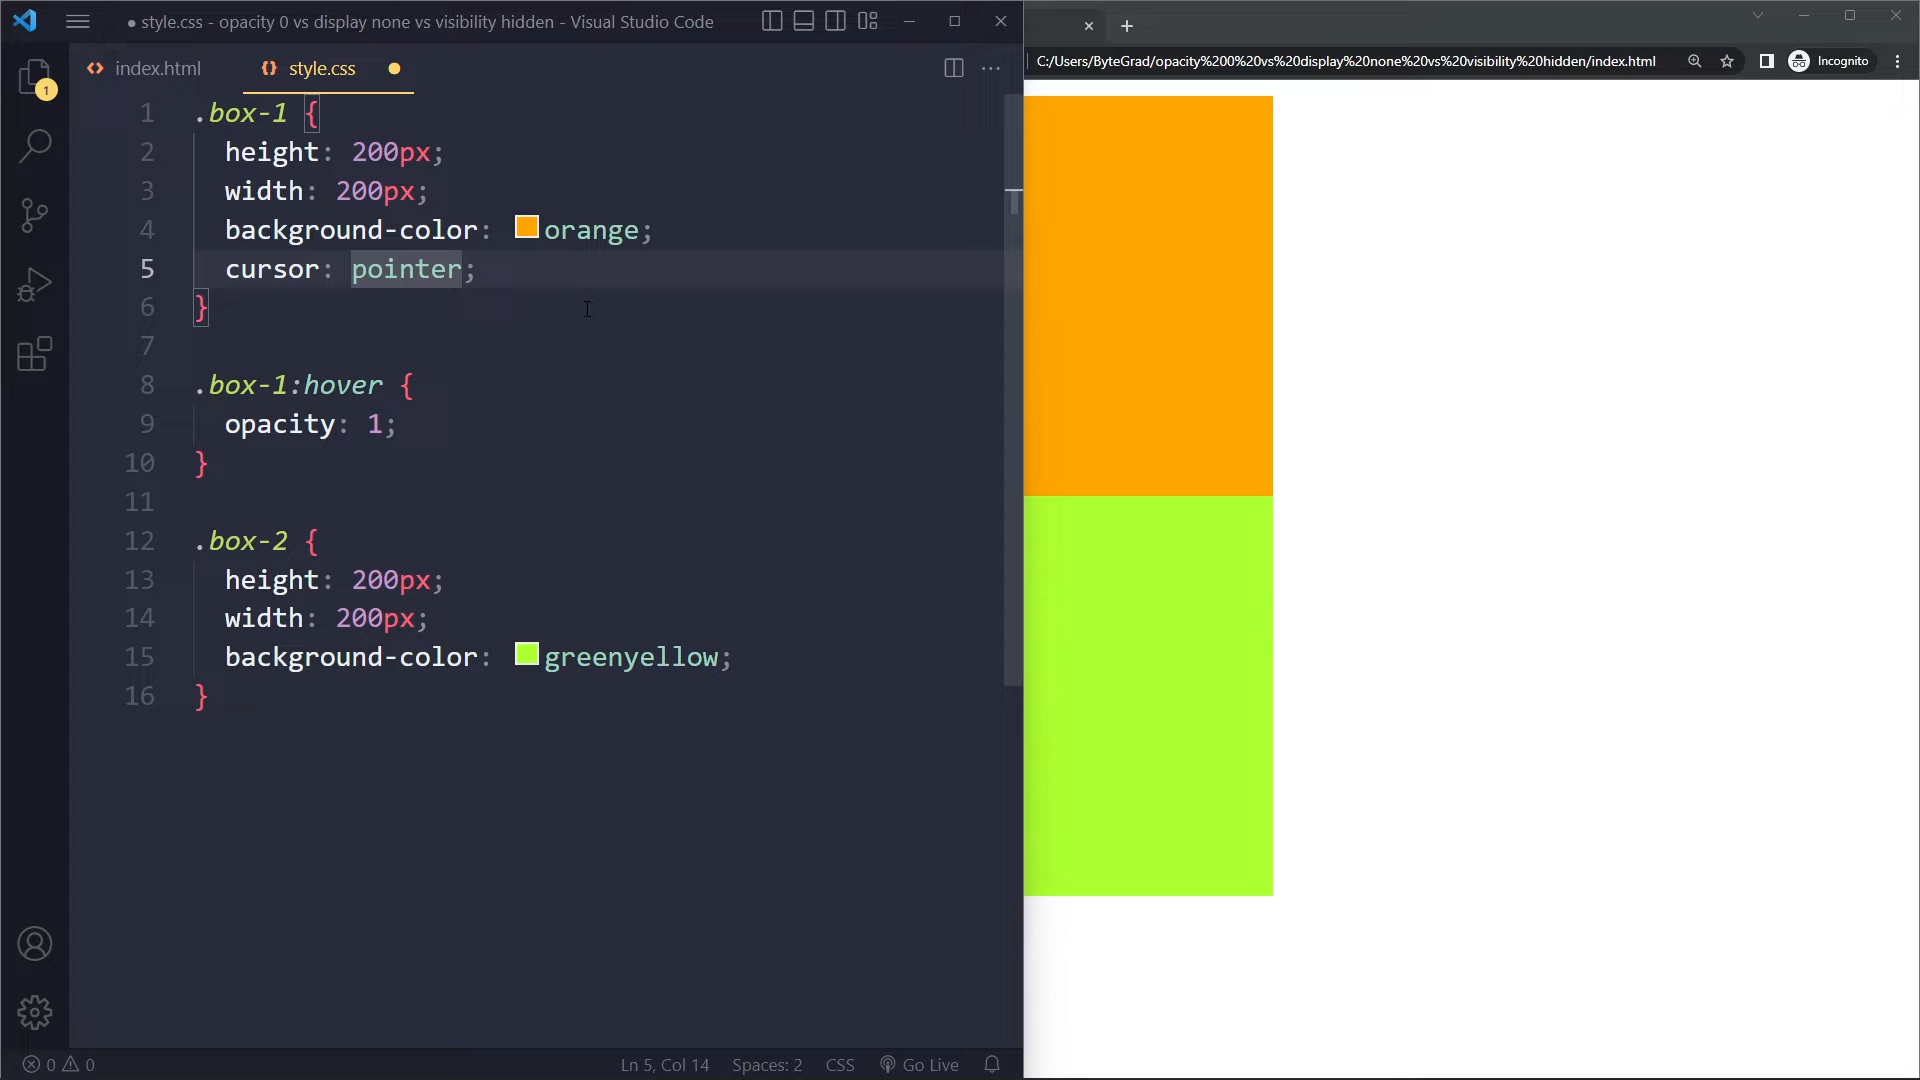 ● style.css - opacity 0 vs display none vs visibility hidden - Visual Studio Code
C:/Users/ByteGrad/opacity%200%20vs%20display%20none%20vs%20visibility%20hidden/index.html
Incognito
index.html
style.css
1
1 .box-1 {
2 height: 200px;
3 width: 200px;
4 background-color: orange;
5 cursor: pointer;
6 }
7
8 .box-1:hover {
9 opacity: 1;
10 }
11
12 .box-2 {
13 height: 200px;
14 width: 200px;
15 background-color: greenyellow;
16 }
0 0 Ln 5, Col 14 Spaces: 2 CSS Go Live